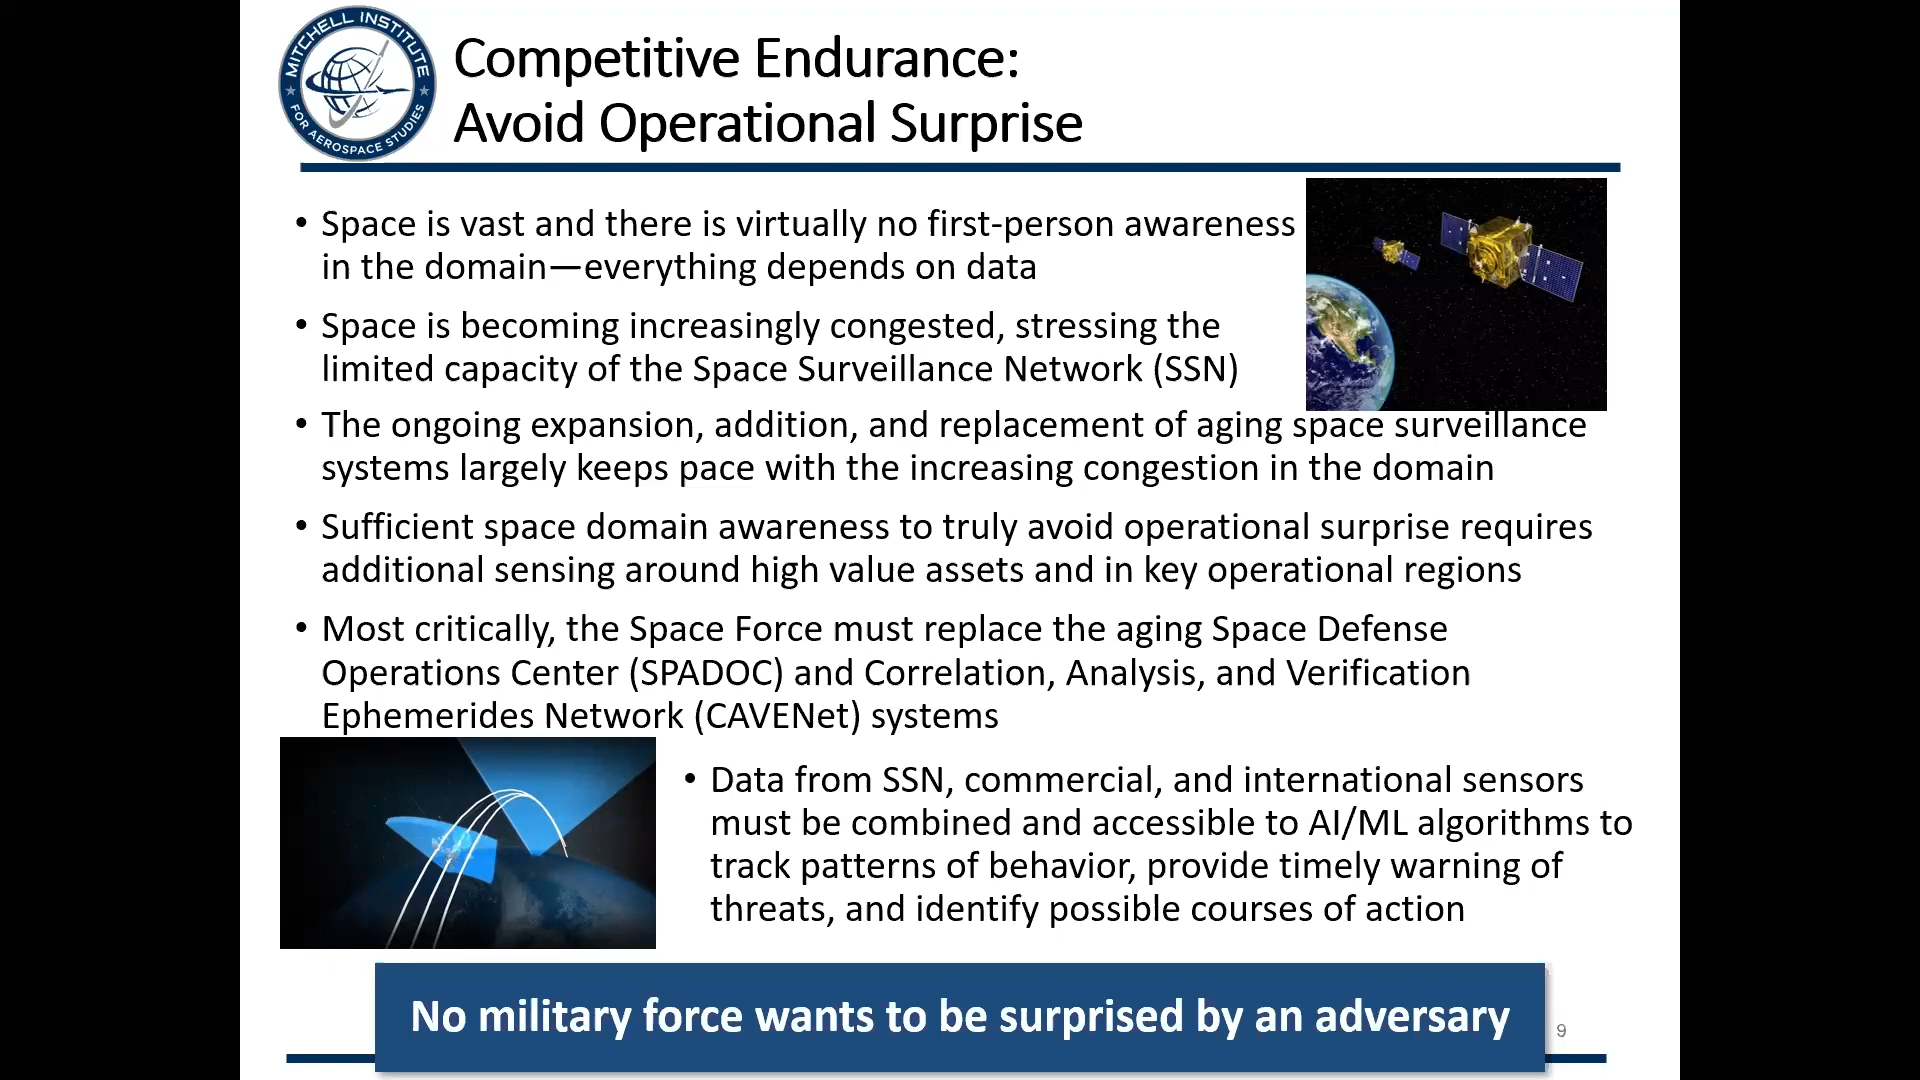 MITCHELL INSTITUTE
FOR AEROSPACE STUDIES
Competitive Endurance:
Avoid Operational Surprise
• Space is vast and there is virtually no first-person awareness
in the domain—everything depends on data
• Space is becoming increasingly congested, stressing the
limited capacity of the Space Surveillance Network (SSN)
• The ongoing expansion, addition, and replacement of aging space surveillance
systems largely keeps pace with the increasing congestion in the domain
• Sufficient space domain awareness to truly avoid operational surprise requires
additional sensing around high value assets and in key operational regions
• Most critically, the Space Force must replace the aging Space Defense
Operations Center (SPADOC) and Correlation, Analysis, and Verification
Ephemerides Network (CAVENet) systems
• Data from SSN, commercial, and international sensors
must be combined and accessible to AI/ML algorithms to
track patterns of behavior, provide timely warning of
threats, and identify possible courses of action
No military force wants to be surprised by an adversary
9